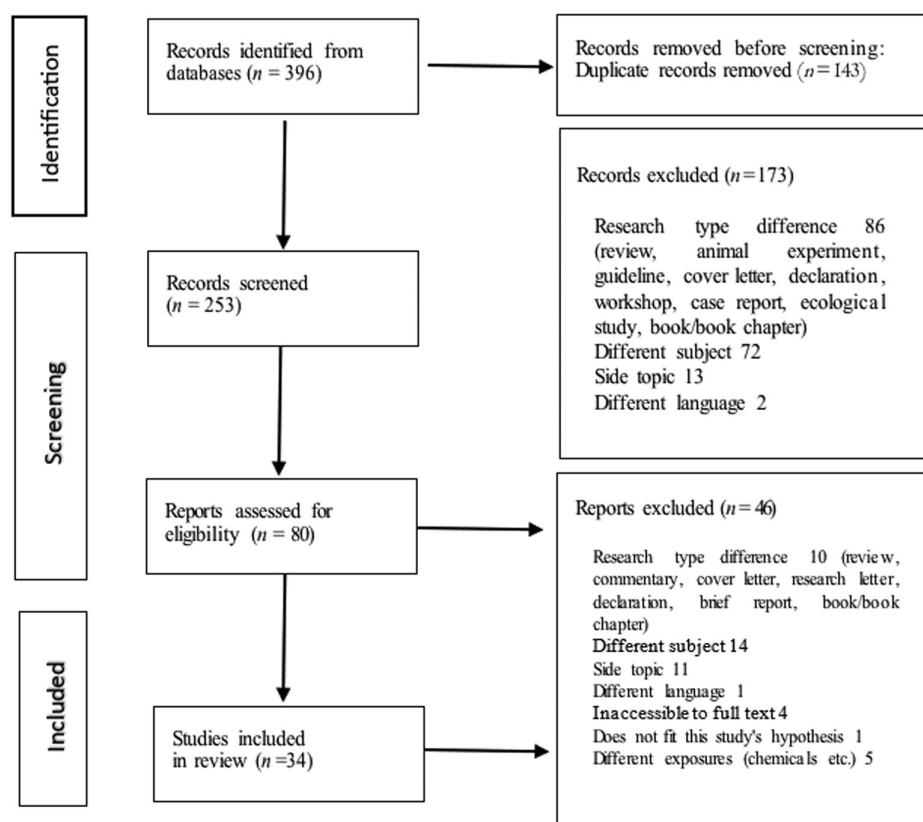 Identification
Records identified from
databases (n = 396)
Records removed before screening:
Duplicate records removed (n=143)
Screening
Records screened
(n = 253)
Records excluded (n=173)
Research type difference 86
(review, animal experiment,
guideline, cover letter, declaration,
workshop, case report, ecological
study, book/book chapter)
Different subject 72
Side topic 13
Different language 2
Reports assessed for
eligibility (n = 80)
Reports excluded (n=46)
Research type difference 10 (review,
commentary, cover letter, research letter,
declaration, brief report, book/book
chapter)
Different subject 14
Side topic 11
Different language 1
Inaccessible to full text 4
Does not fit this study's hypothesis 1
Different exposures (chemicals etc.) 5
Included
Studies included
in review (n =34)